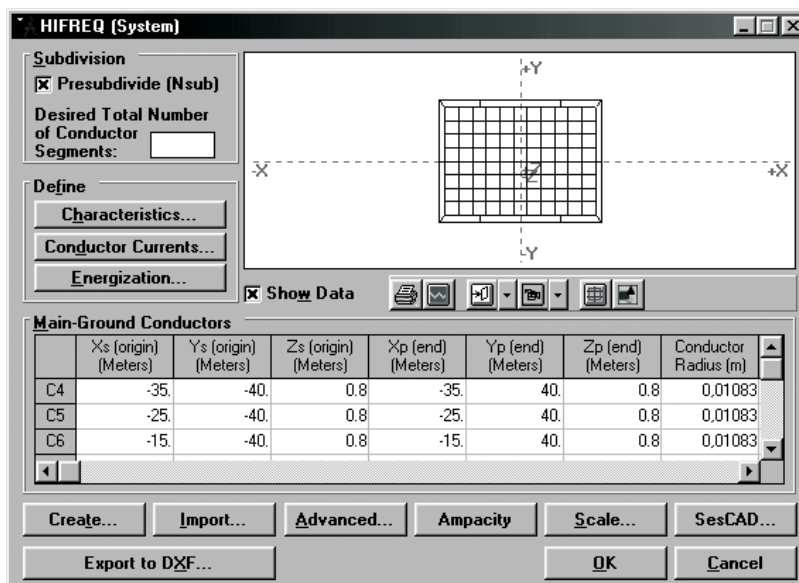 HIFREQ (System)
Subdivision
Presubdivide (Nsub)
Desired Total Number
of Conductor
Segments:
Define
Characteristics...
Conductor Currents...
Energization...
+Y
-X
+X
Z
-Y
Show Data
Main-Ground Conductors
Xs (origin) (Meters) Ys (origin) (Meters) Zs (origin) (Meters) Xp (end) (Meters) Yp (end) (Meters) Zp (end) (Meters) Conductor Radius (m)
C4 -35. -40. 0.8 -35. 40. 0.8 0,01083
C5 -25. -40. 0.8 -25. 40. 0.8 0,01083
C6 -15. -40. 0.8 -15. 40. 0.8 0,01083
Create... Import... Advanced... Ampacity Scale... SesCAD...
Export to DXF... OK Cancel